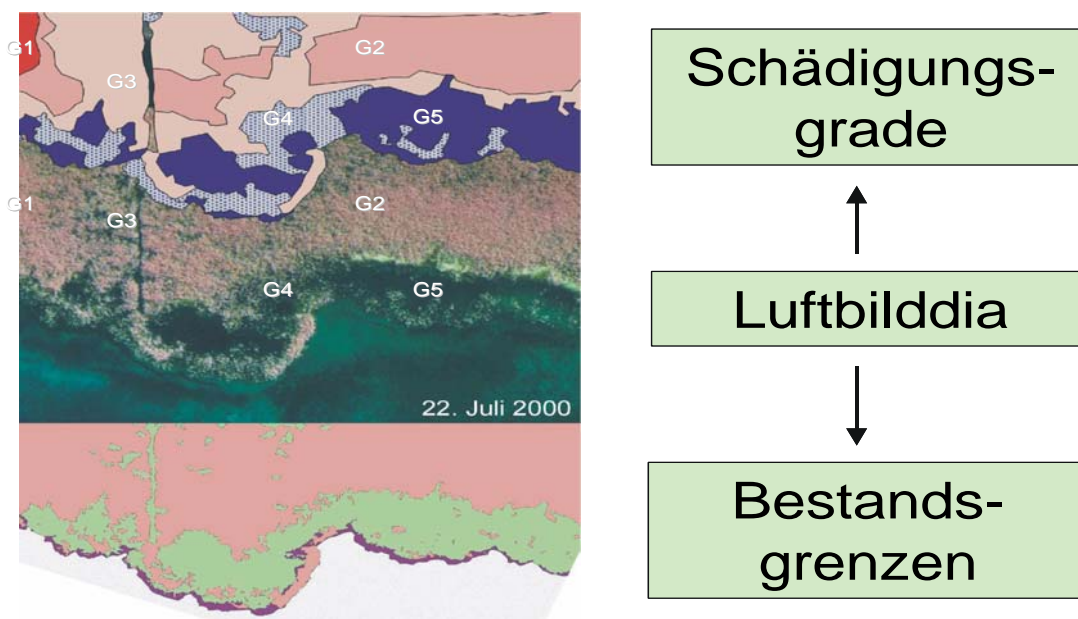 G1
G2
G3
G4
G5
G1
G2
G3
G4
G5
22. Juli 2000
Schädigungs-
grade
Luftbilddia
Bestands-
grenzen